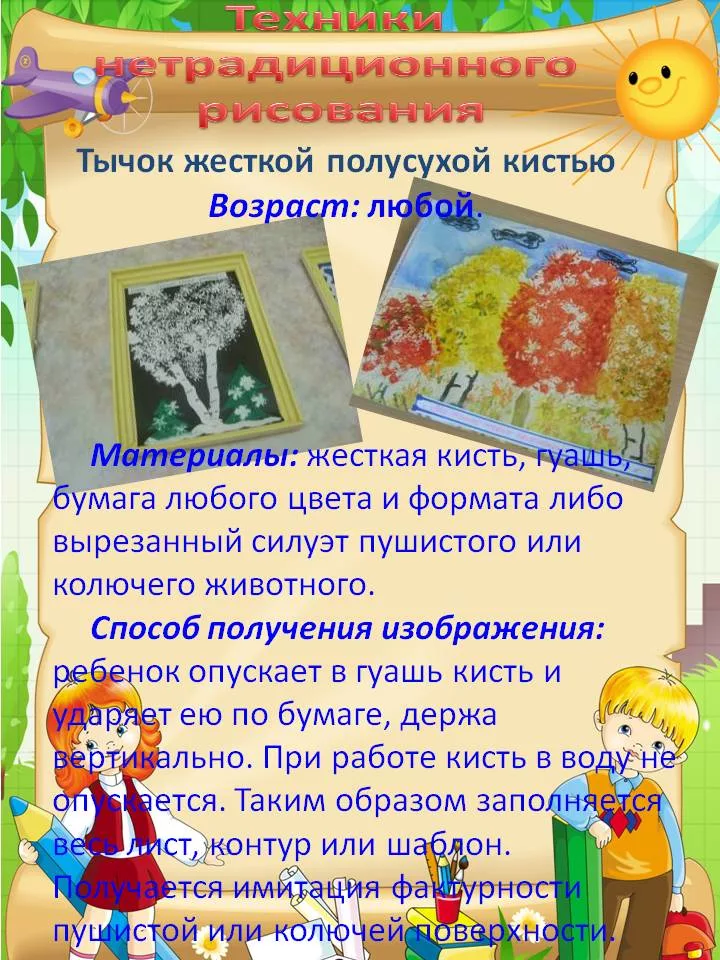 Техники
нетрадиционного
рисования
Тычок жесткой полусухой кистью
Возраст: любой.
Материалы: жесткая кисть, гуашь,
бумага любого цвета и формата либо
вырезанный силуэт пушистого или
колючего животного.
Способ получения изображения:
ребенок опускает в гуашь кисть и
ударяет ею по бумаге, держа
вертикально. При работе кисть в воду не
опускается. Таким образом заполняется
весь лист, контур или шаблон.
Получается имитация фактурности
пушистой или колючей поверхности.